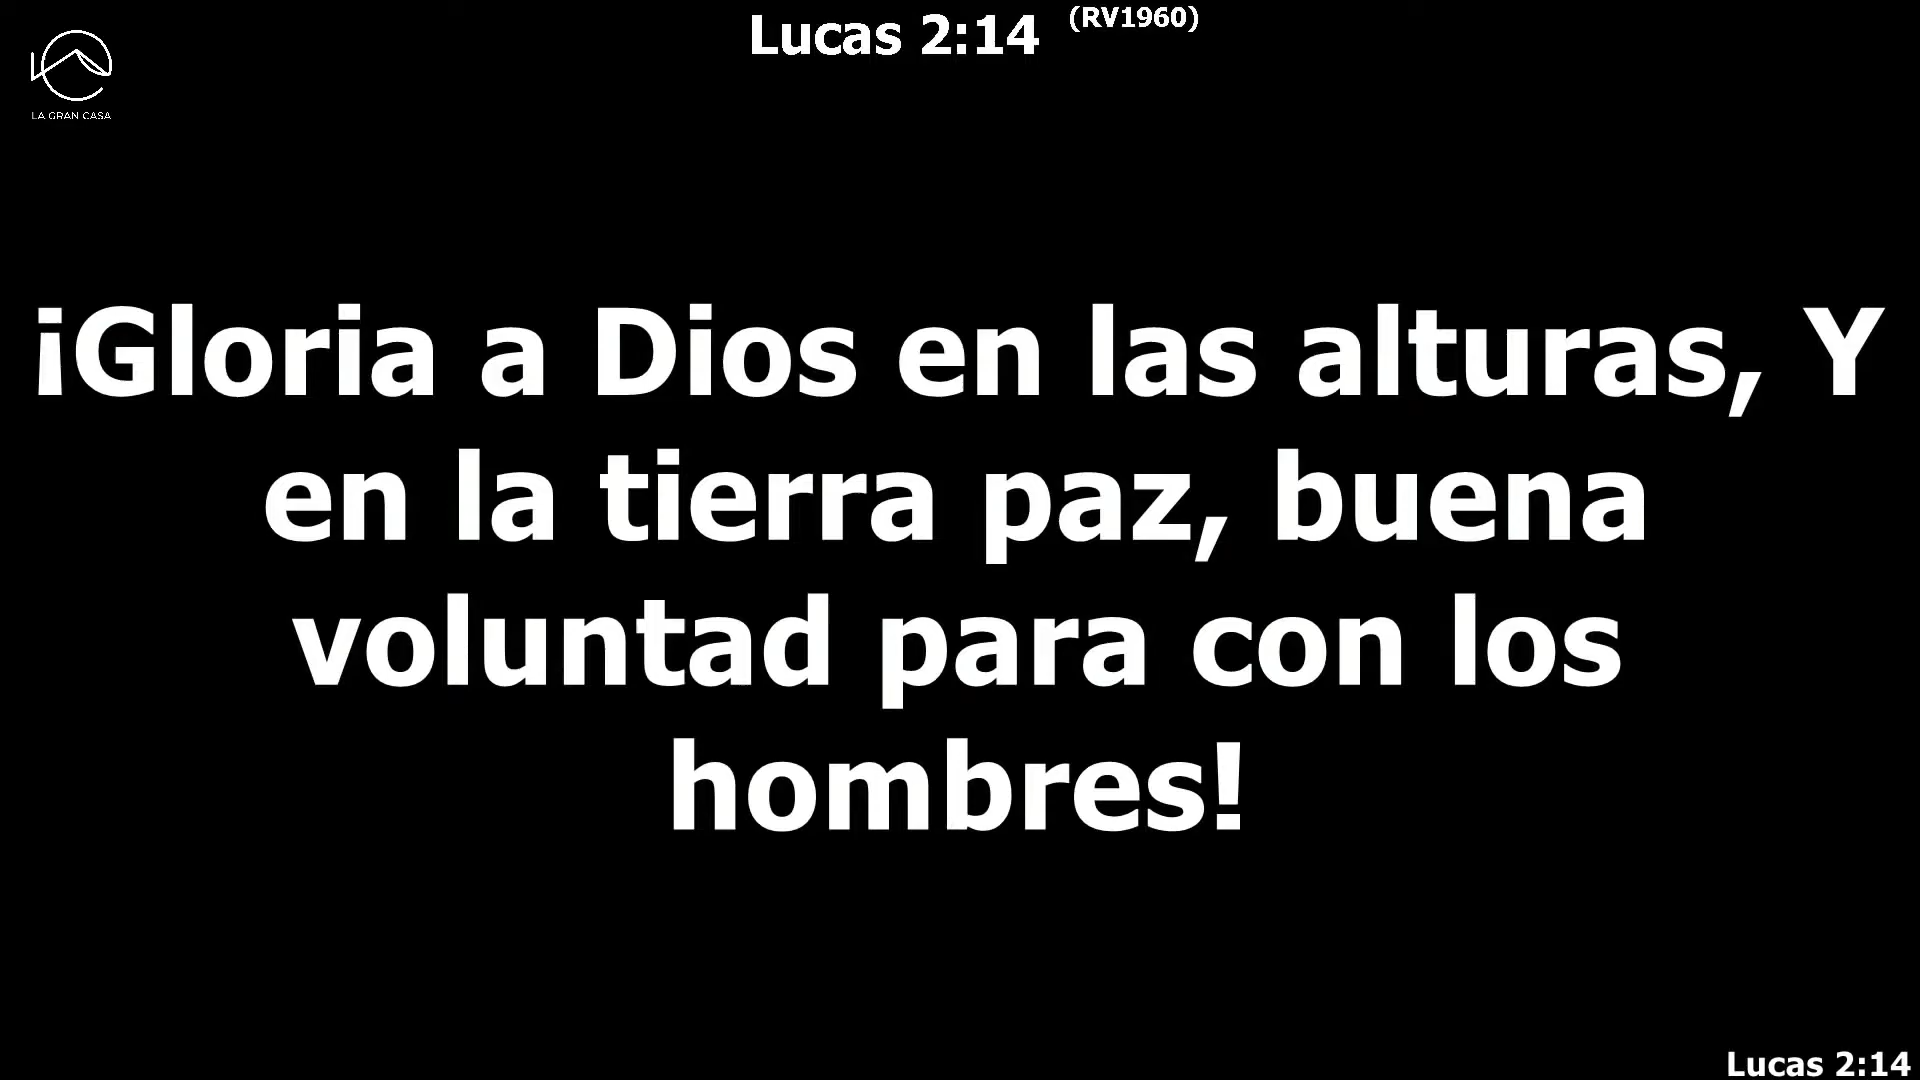 Lucas 2:14 (RV1960)
LA GRAN CASA
¡Gloria a Dios en las alturas, Y
en la tierra paz, buena
voluntad para con los
hombres!
Lucas 2:14